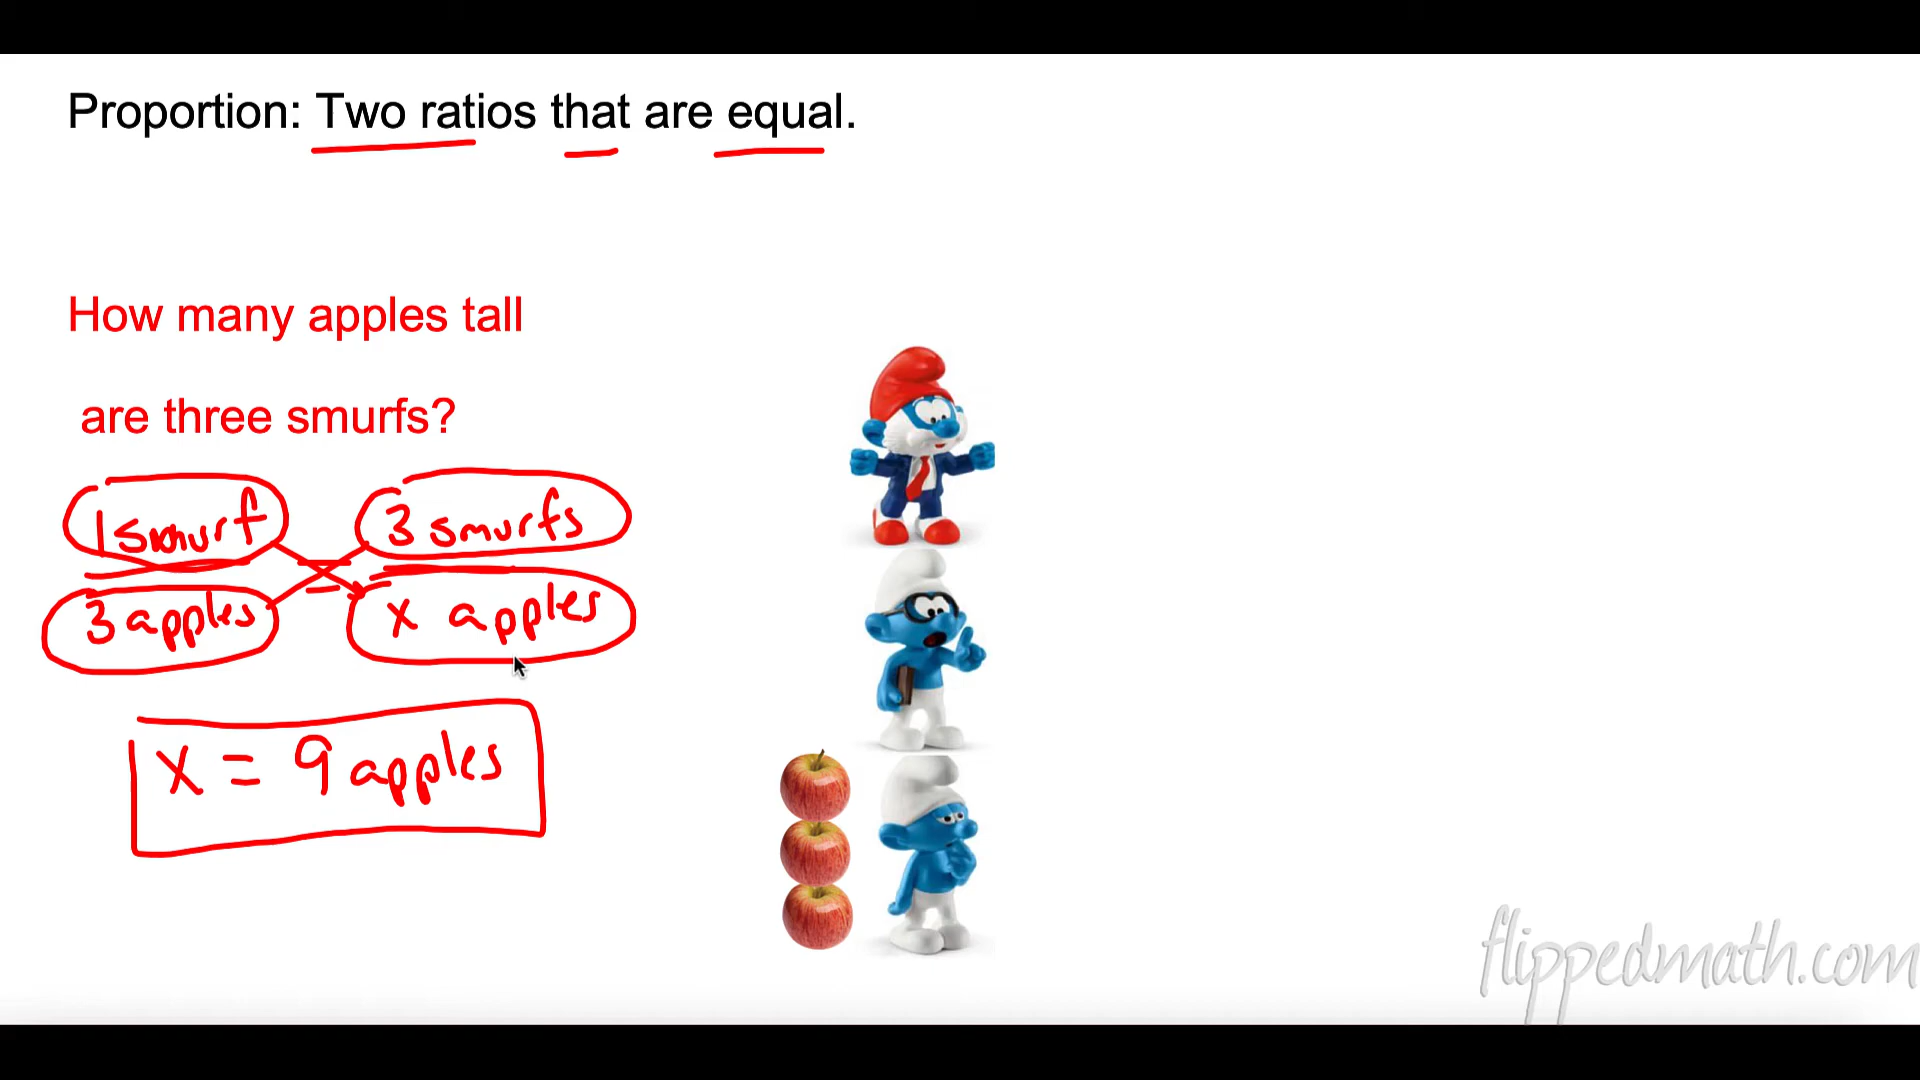 Proportion: Two ratios that are equal.
How many apples tall
are three smurfs?
1 smurf 3 smurfs
3 apples x apples
x = 9 apples
flippedmath.com